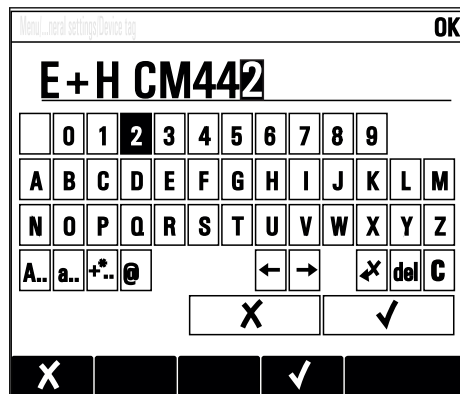 Menu/...neral settings/Device tag OK
E+H CM442
0 1 2 3 4 5 6 7 8 9
A B C D E F G H I J K L M
N O P Q R S T U V W X Y Z
A.. a.. +*.. @ ← → del C